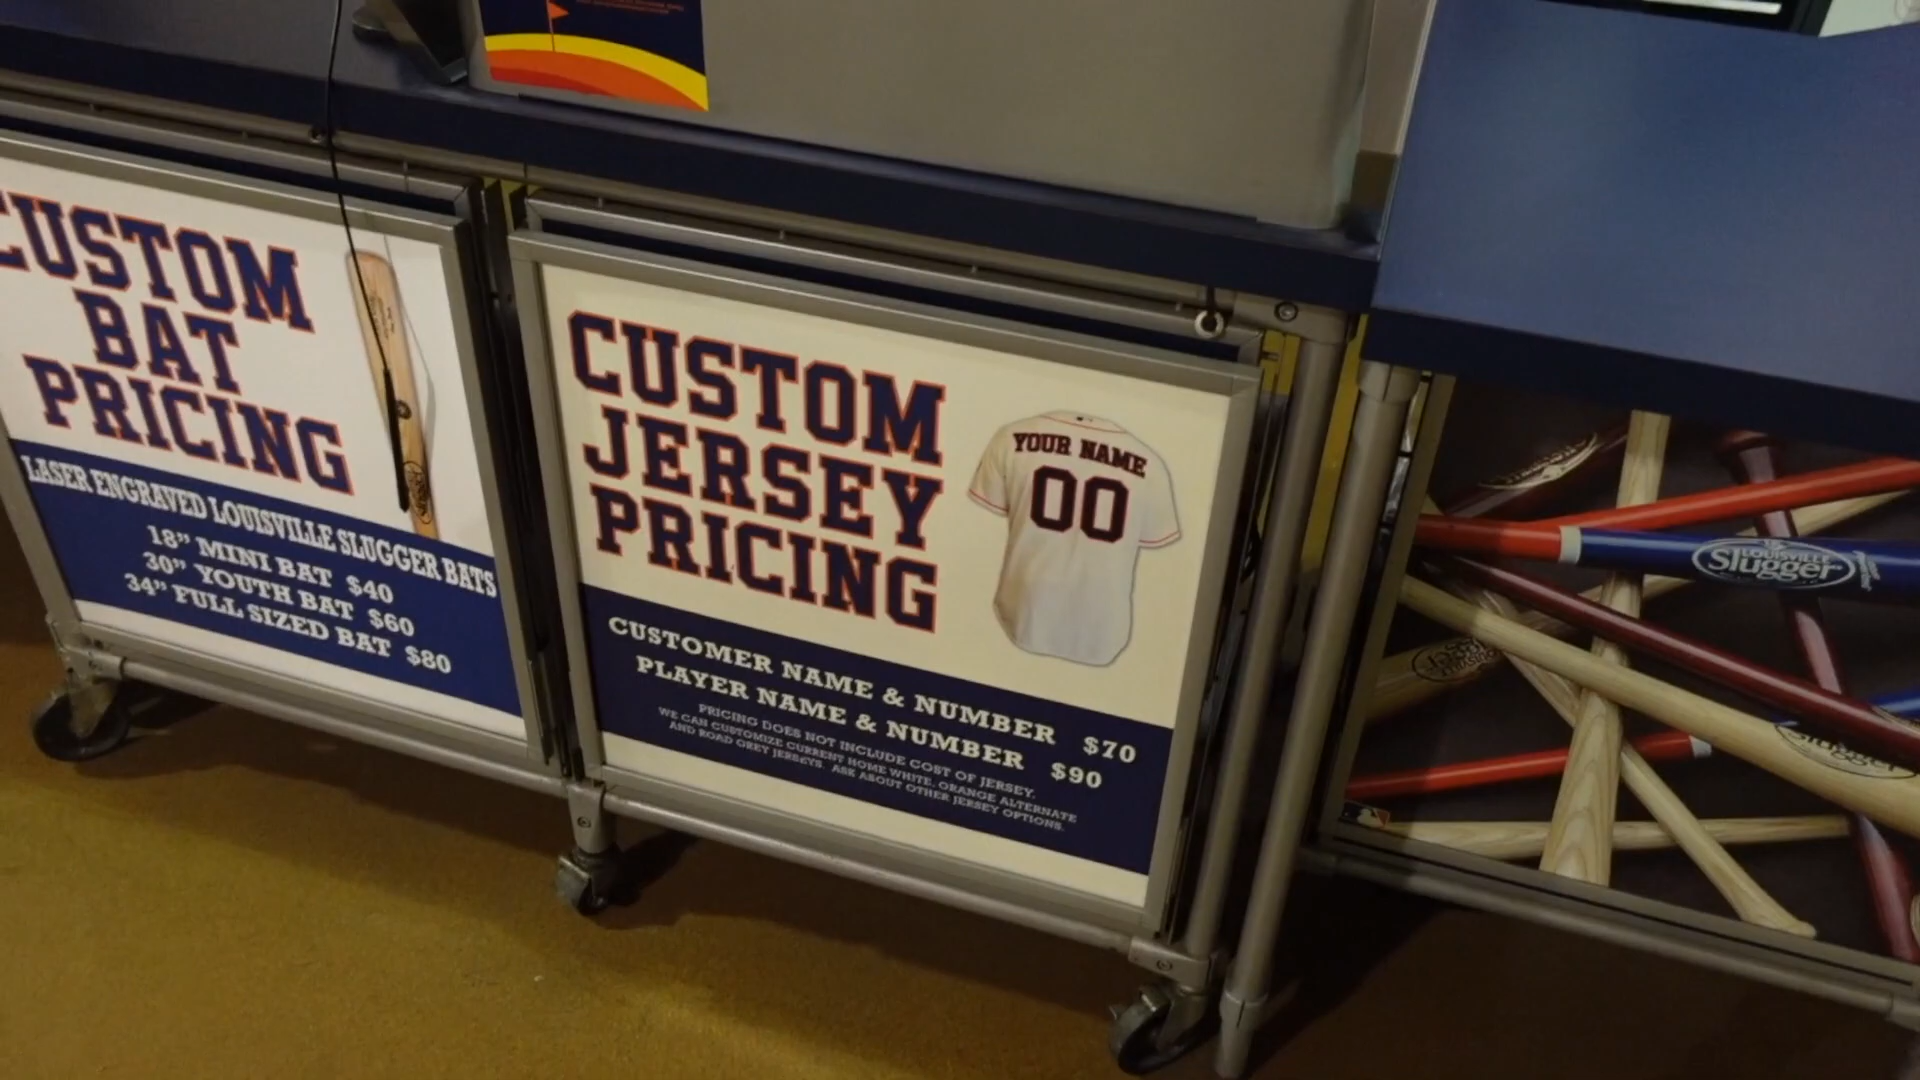 CUSTOM
BAT
PRICING
LASER ENGRAVED LOUISVILLE SLUGGER BATS
18" MINI BAT $40
30" YOUTH BAT $60
34" FULL SIZED BAT $80
CUSTOM
JERSEY
PRICING
YOUR NAME
00
CUSTOMER NAME & NUMBER $70
PLAYER NAME & NUMBER $90
PRICING DOES NOT INCLUDE COST OF JERSEY.
WE CAN CUSTOMIZE CURRENT HOME WHITE, ORANGE ALTERNATE
AND ROAD GREY JERSEYS. ASK ABOUT OTHER JERSEY OPTIONS.
LOUISVILLE
Slugger
Slugger